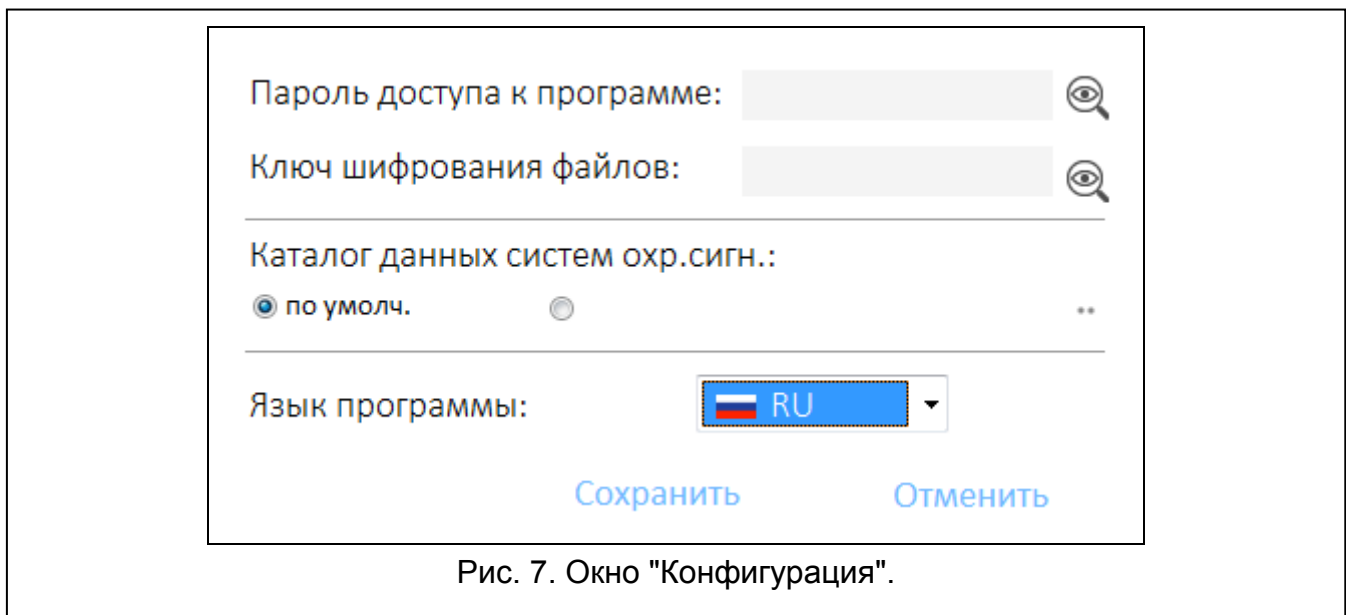 Пароль доступа к программе:
Ключ шифрования файлов:
Каталог данных систем охр.сигн.:
по умолч.
Язык программы:
RU
Сохранить Отменить
Рис. 7. Окно "Конфигурация".